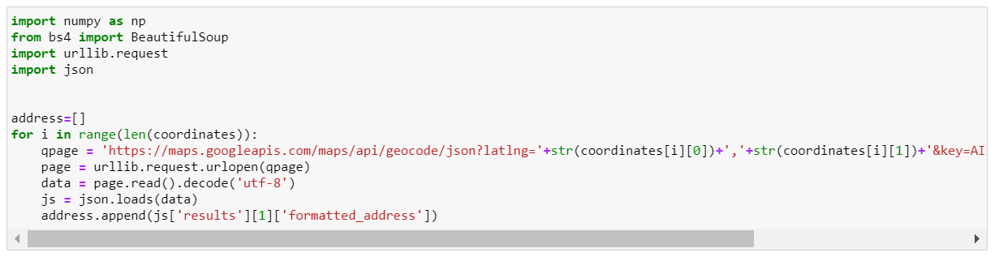 import numpy as np
from bs4 import BeautifulSoup
import urllib.request
import json
address=[]
for i in range(len(coordinates)):
    qpage = 'https://maps.googleapis.com/maps/api/geocode/json?latlng='+str(coordinates[i][0])+','+str(coordinates[i][1])+'&key=AI
    page = urllib.request.urlopen(qpage)
    data = page.read().decode('utf-8')
    js = json.loads(data)
    address.append(js['results'][1]['formatted_address'])